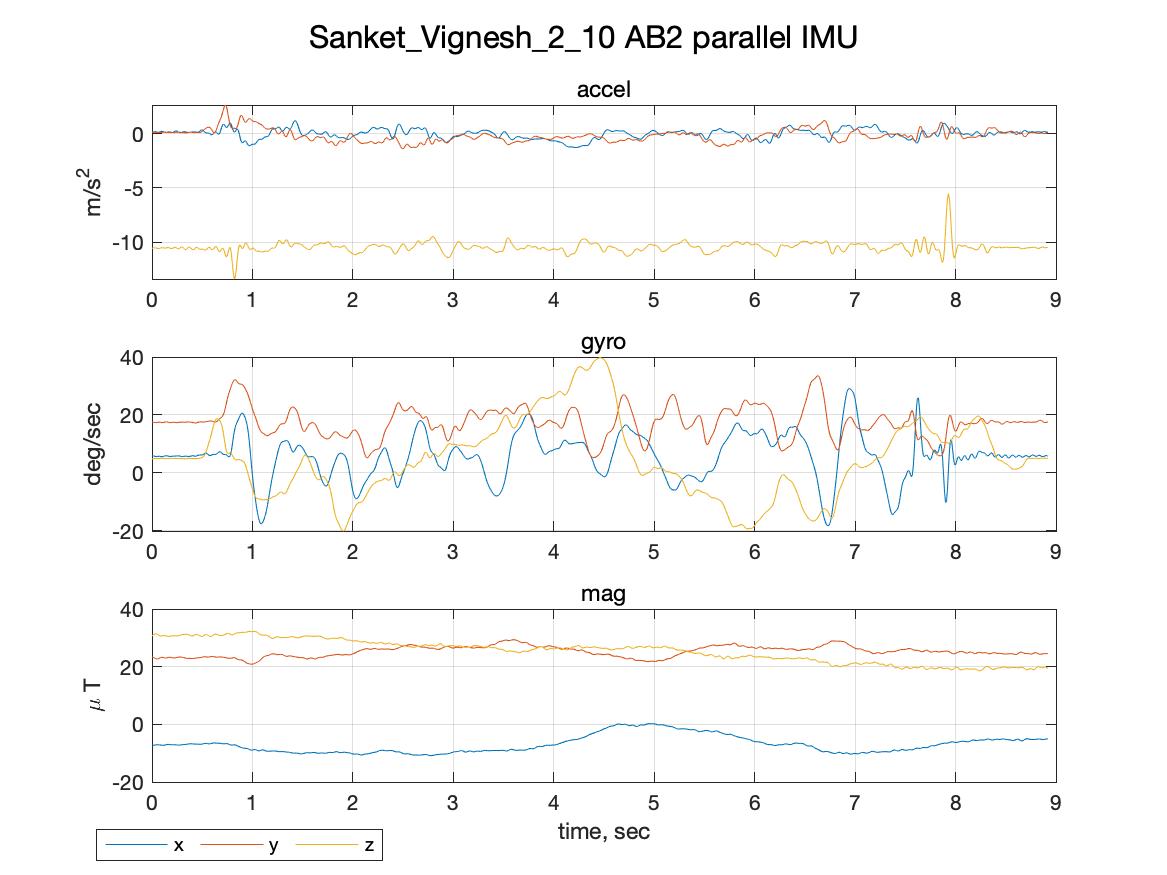 Sanket_Vignesh_2_10 AB2 parallel IMU
accel
m/s2
0
-5
-10
0 1 2 3 4 5 6 7 8 9
gyro
deg/sec
40
20
0
-20
0 1 2 3 4 5 6 7 8 9
mag
μ T
40
20
0
-20
0 1 2 3 4 5 6 7 8 9
time, sec
x y z